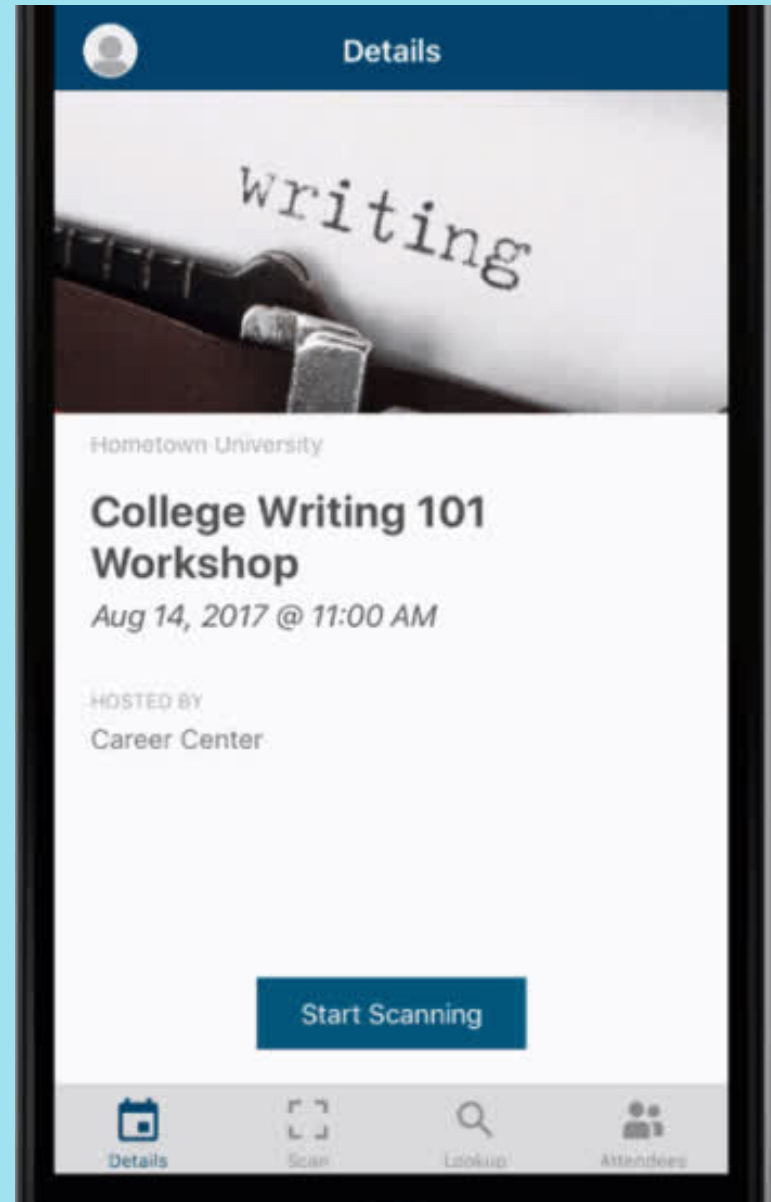 Details
writing
Hometown University
College Writing 101
Workshop
Aug 14, 2017 @ 11:00 AM
HOSTED BY
Career Center
Start Scanning
Details
Scan
Lookup
Attendees